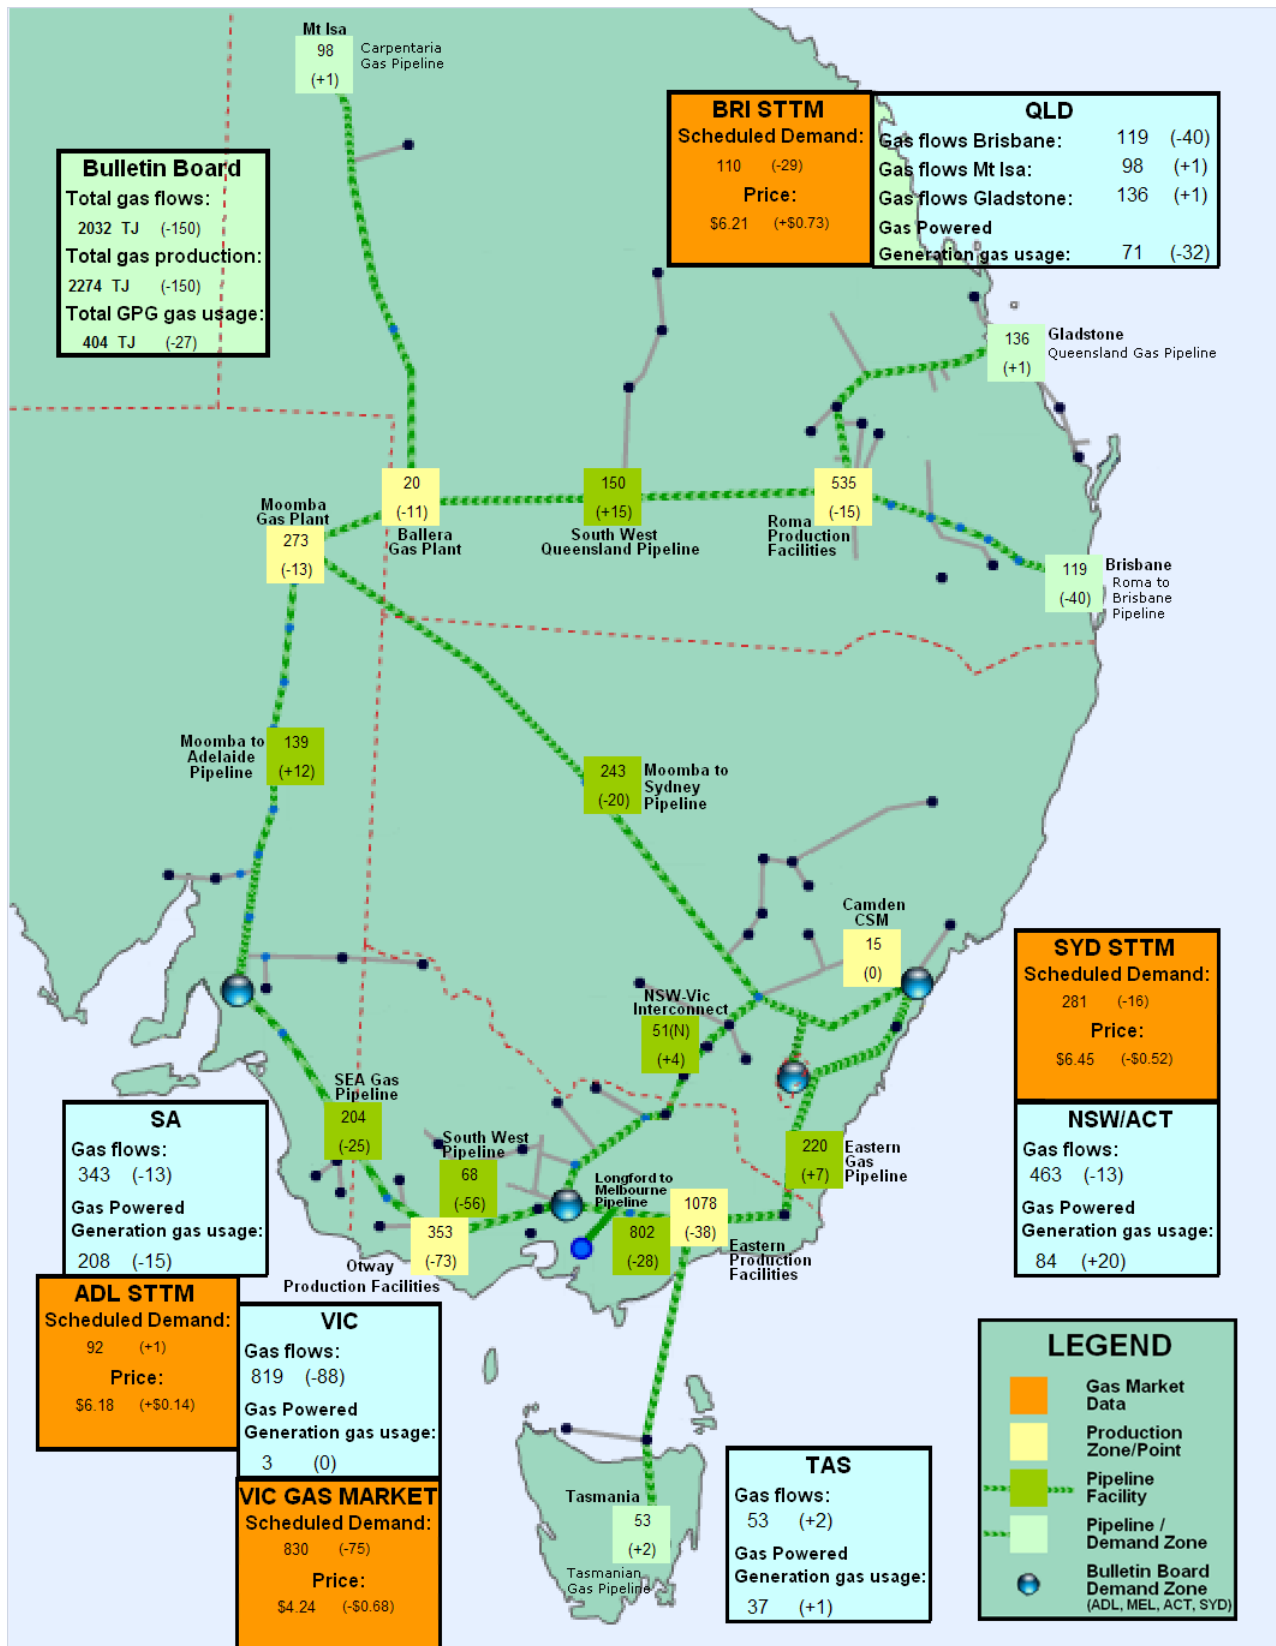 Mt Isa
98
(+1)
Carpentaria
Gas Pipeline
BRI STTM
Scheduled Demand:
110 (-29)
Price:
$6.21 (+$0.73)
QLD
Gas flows Brisbane: 119 (-40)
Gas flows Mt Isa: 98 (+1)
Gas flows Gladstone: 136 (+1)
Gas Powered
Generation gas usage: 71 (-32)
Bulletin Board
Total gas flows:
2032 TJ (-150)
Total gas production:
2274 TJ (-150)
Total GPG gas usage:
404 TJ (-27)
136
(+1)
Gladstone
Queensland Gas Pipeline
20
(-11)
Ballera
Gas Plant
150
(+15)
South West
Queensland Pipeline
535
(-15)
Roma
Production
Facilities
Moomba
Gas Plant
273
(-13)
119
(-40)
Brisbane
Roma to
Brisbane
Pipeline
Moomba to
Adelaide
Pipeline
139
(+12)
243
(-20)
Moomba to
Sydney
Pipeline
Camden
CSM
15
(0)
NSW-Vic
Interconnect
51(N)
(+4)
SYD STTM
Scheduled Demand:
281 (-16)
Price:
$6.45 (-$0.52)
NSW/ACT
Gas flows:
463 (-13)
Gas Powered
Generation gas usage:
84 (+20)
SEA Gas
Pipeline
204
(-25)
South West
Pipeline
68
(-56)
Longford to
Melbourne
Pipeline
802
(-28)
1078
(-38)
Eastern
Production
Facilities
220
(+7)
Eastern
Gas
Pipeline
353
(-73)
Otway
Production Facilities
SA
Gas flows:
343 (-13)
Gas Powered
Generation gas usage:
208 (-15)
ADL STTM
Scheduled Demand:
92 (+1)
Price:
$6.18 (+$0.14)
VIC
Gas flows:
819 (-88)
Gas Powered
Generation gas usage:
3 (0)
VIC GAS MARKET
Scheduled Demand:
830 (-75)
Price:
$4.24 (-$0.68)
Tasmania
53
(+2)
Tasmanian
Gas Pipeline
TAS
Gas flows:
53 (+2)
Gas Powered
Generation gas usage:
37 (+1)
LEGEND
Gas Market
Data
Production
Zone/Point
Pipeline
Facility
Pipeline /
Demand Zone
Bulletin Board
Demand Zone
(ADL, MEL, ACT, SYD)